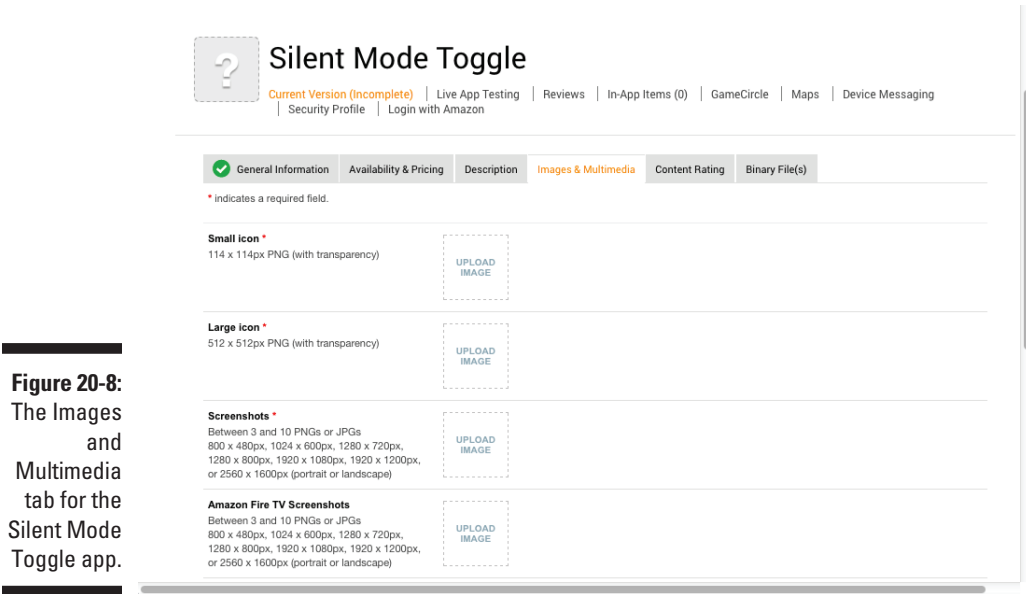 ?
Silent Mode Toggle
Current Version (Incomplete) | Live App Testing | Reviews | In-App Items (0) | GameCircle | Maps | Device Messaging
| Security Profile | Login with Amazon
General Information Availability & Pricing Description Images & Multimedia Content Rating Binary File(s)
* indicates a required field.
Small icon *
114 x 114px PNG (with transparency)
UPLOAD
IMAGE
Large icon *
512 x 512px PNG (with transparency)
UPLOAD
IMAGE
Screenshots *
Between 3 and 10 PNGs or JPGs
800 x 480px, 1024 x 600px, 1280 x 720px,
1280 x 800px, 1920 x 1080px, 1920 x 1200px,
or 2560 x 1600px (portrait or landscape)
UPLOAD
IMAGE
Amazon Fire TV Screenshots
Between 3 and 10 PNGs or JPGs
800 x 480px, 1024 x 600px, 1280 x 720px,
1280 x 800px, 1920 x 1080px, 1920 x 1200px,
or 2560 x 1600px (portrait or landscape)
UPLOAD
IMAGE
Figure 20-8:
The Images
and
Multimedia
tab for the
Silent Mode
Toggle app.